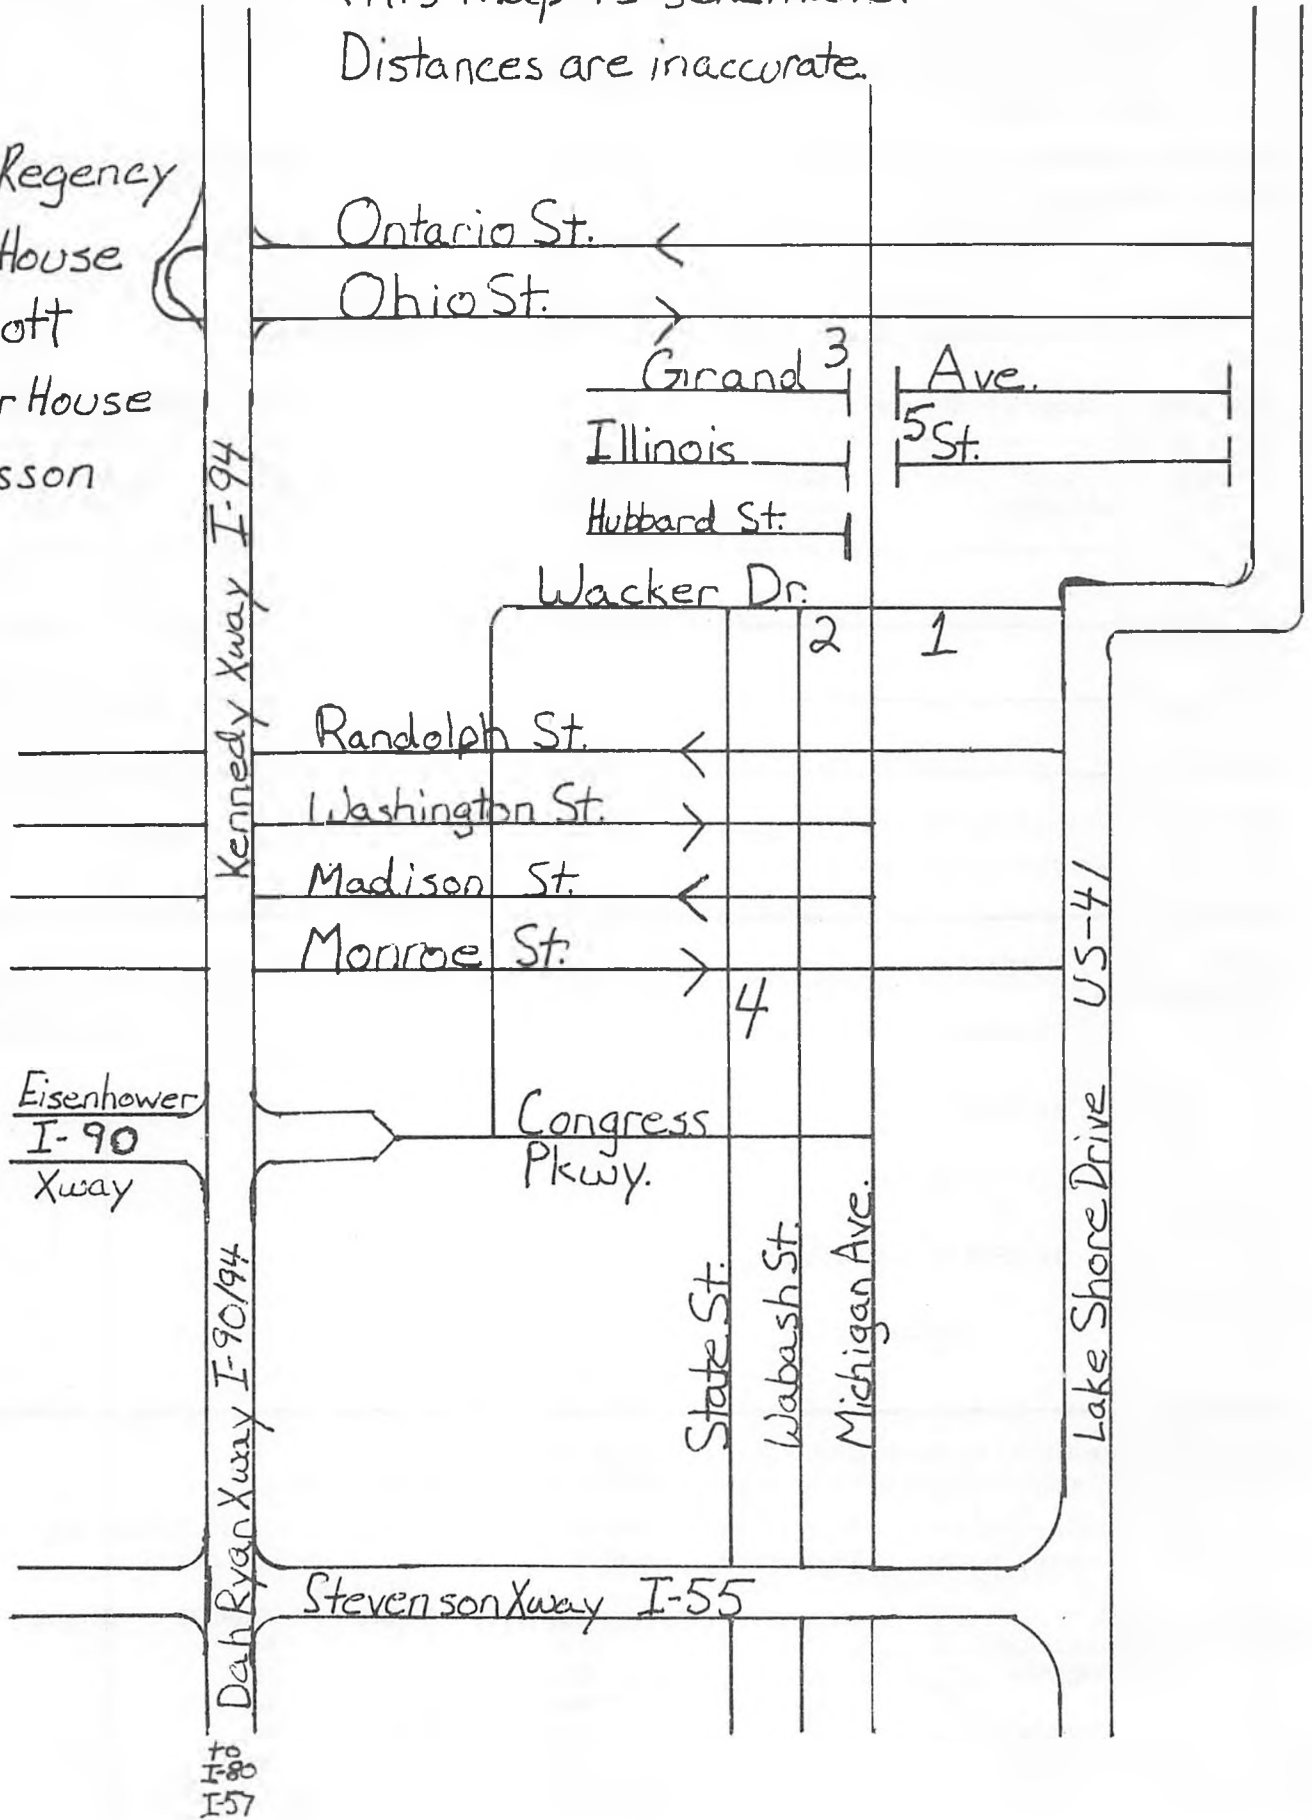 Distances are inaccurate.
Regency
House
ott
r House
sson
Ontario St.
Ohio St.
Grand 3 Ave.
Illinois 5 St.
Hubbard St.
Wacker Dr.
2 1
Kennedy Xway I-94
Randolph St.
Washington St.
Madison St.
Monroe St.
4
Eisenhower
I-90
Xway
Congress
Pkwy.
State St.
Wabash St.
Michigan Ave.
Lake Shore Drive US-41
Dah Ryan Xway I-90/94
Stevenson Xway I-55
to
I-80
I-57